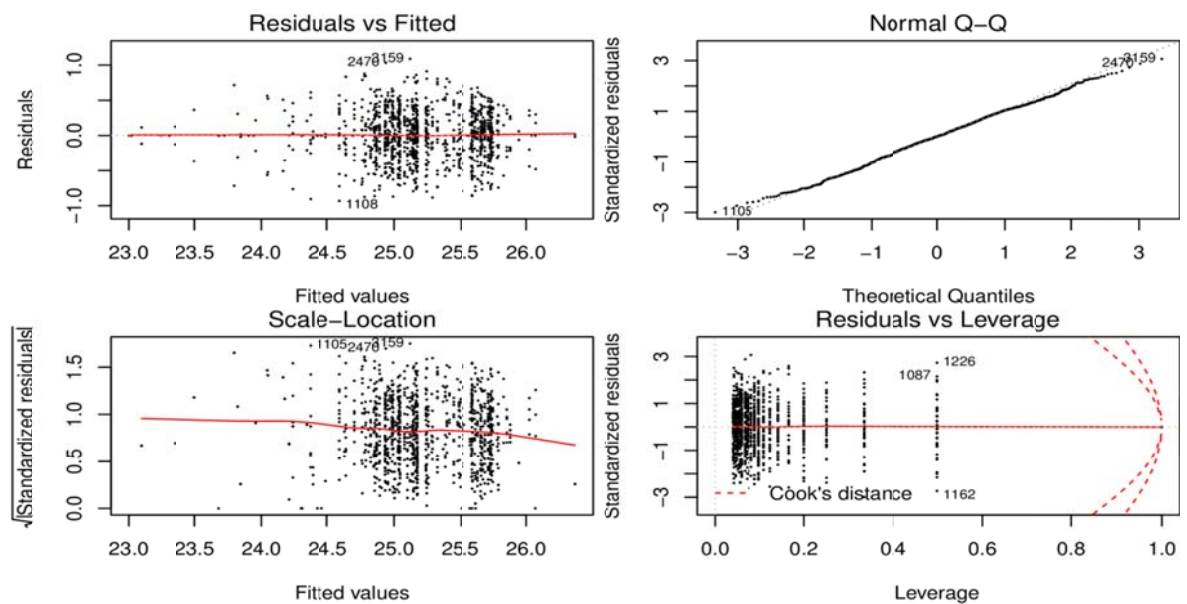 Residuals vs Fitted
Residuals
1.0
0.0
−1.0
2470
3159
1108
23.0 23.5 24.0 24.5 25.0 25.5 26.0
Fitted values
Normal Q−Q
Standardized residuals
3
1
−1
−3
2470
3159
1105
−3 −2 −1 0 1 2 3
Theoretical Quantiles
Scale−Location
√|Standardized residuals|
1.5
1.0
0.5
0.0
1105
2470
3159
23.0 23.5 24.0 24.5 25.0 25.5 26.0
Fitted values
Residuals vs Leverage
Standardized residuals
3
1
−1
−3
1226
1087
1162
Cook's distance
0.0 0.2 0.4 0.6 0.8 1.0
Leverage